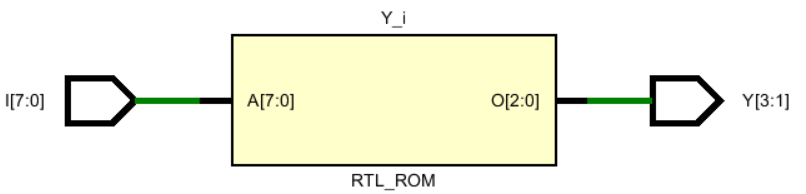 Y_i
I[7:0]
A[7:0]
O[2:0]
Y[3:1]
RTL_ROM